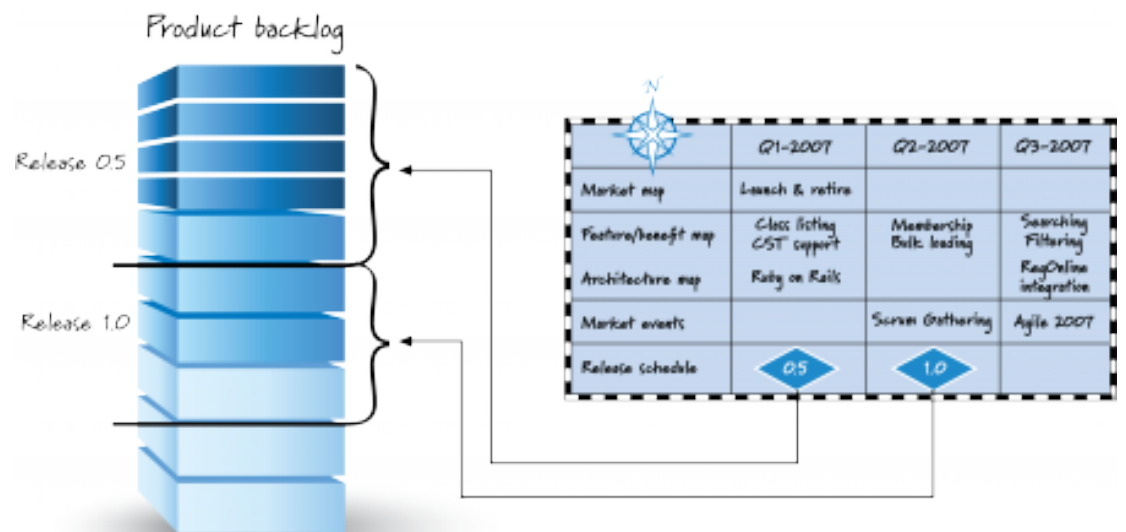 Product backlog
Release 0.5
Release 1.0
N
Q1-2007 Q2-2007 Q3-2007
Market map Launch & retire
Feature/benefit map Class listing Membership Searching
CST support Bulk loading Filtering
Architecture map Ruby on Rails RegOnline
integration
Market events Scrum Gathering Agile 2007
Release schedule 0.5 1.0